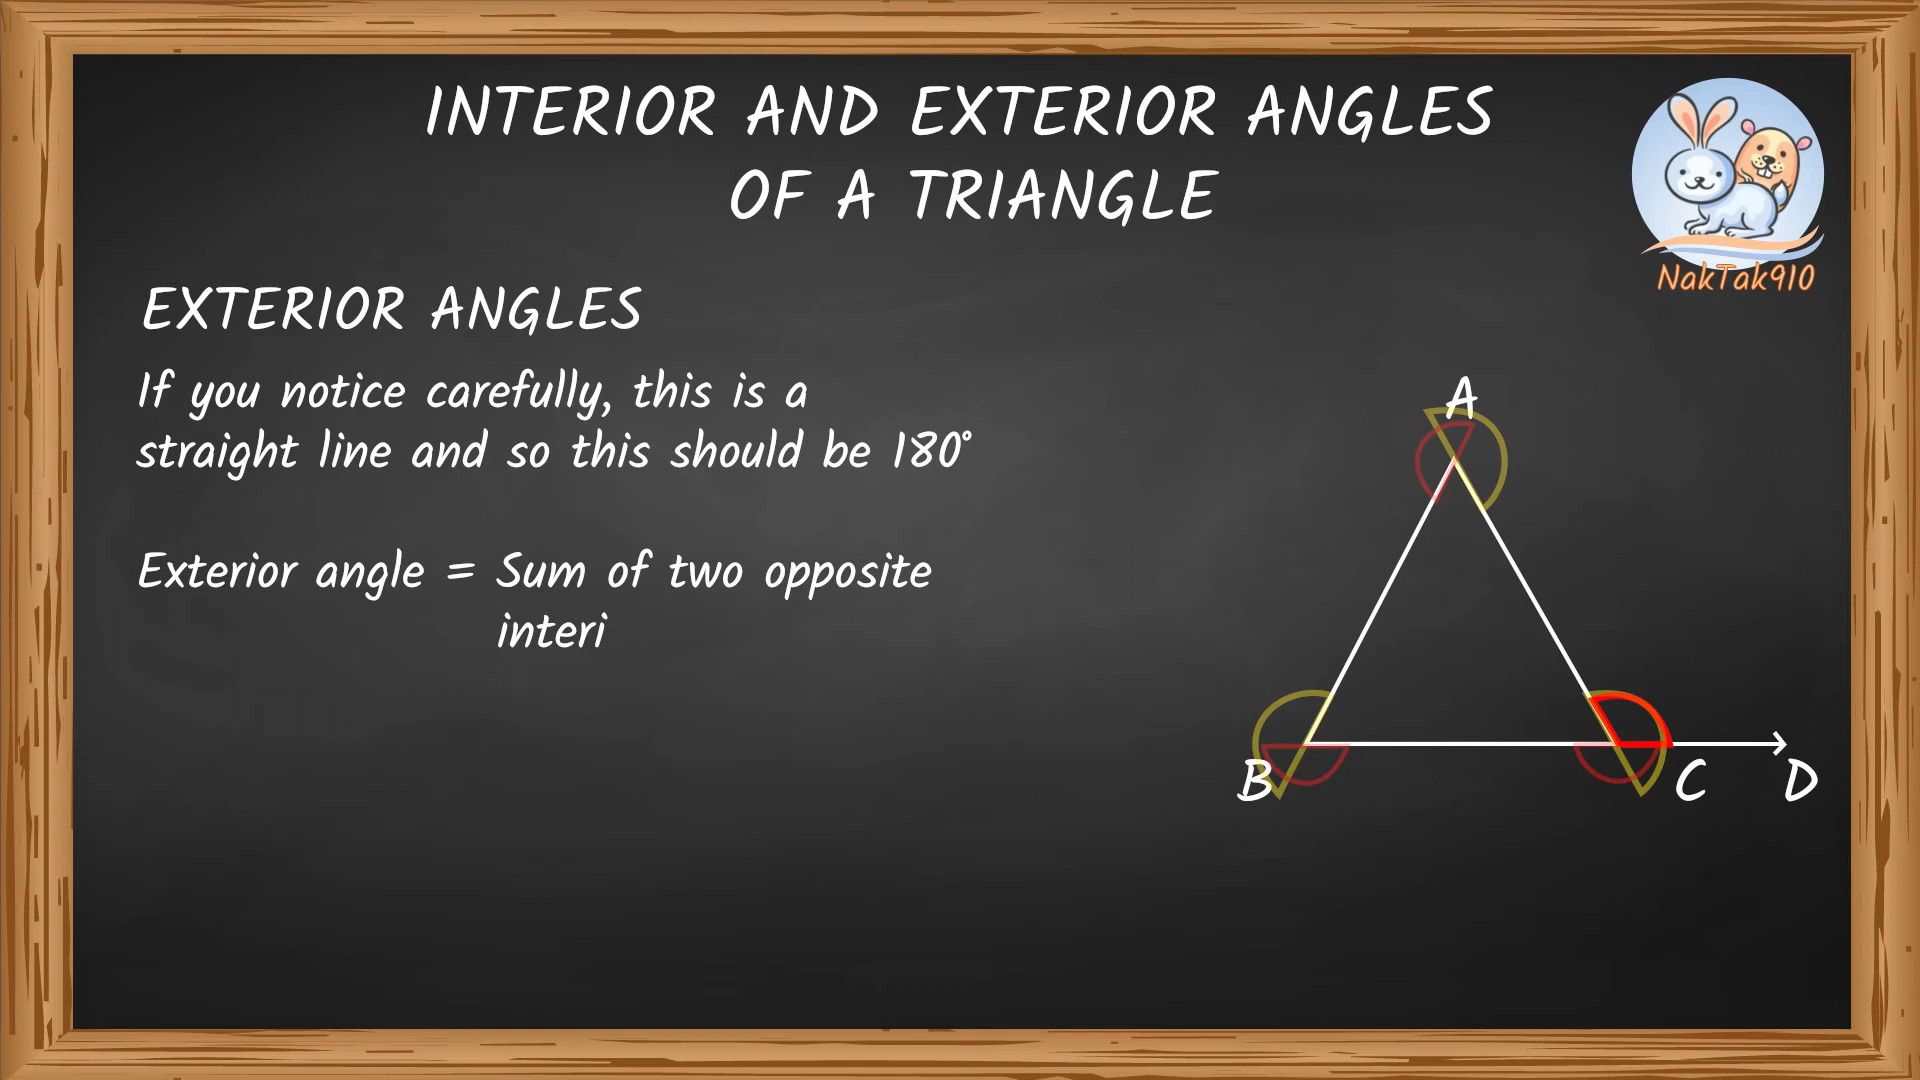 INTERIOR AND EXTERIOR ANGLES
OF A TRIANGLE
NakTak910
EXTERIOR ANGLES
If you notice carefully, this is a
straight line and so this should be 180°
Exterior angle = Sum of two opposite
interi
A
B
C
D